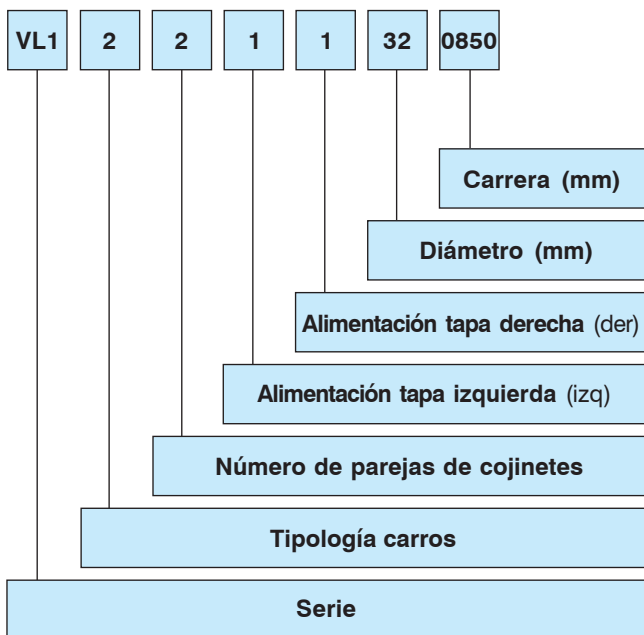 VL1 2 2 1 1 32 0850
Carrera (mm)
Diámetro (mm)
Alimentación tapa derecha (der)
Alimentación tapa izquierda (izq)
Número de parejas de cojinetes
Tipología carros
Serie